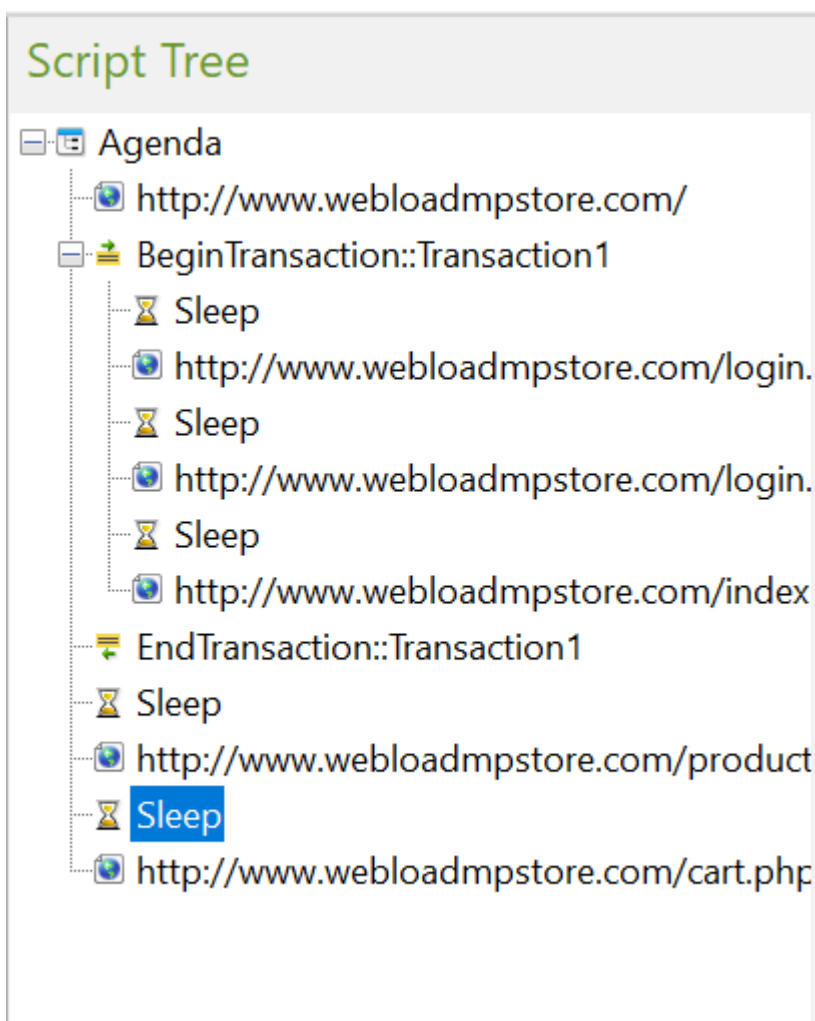 Script Tree
Agenda
http://www.webloadmpstore.com/
BeginTransaction::Transaction1
Sleep
http://www.webloadmpstore.com/login.
Sleep
http://www.webloadmpstore.com/login.
Sleep
http://www.webloadmpstore.com/index
EndTransaction::Transaction1
Sleep
http://www.webloadmpstore.com/product
Sleep
http://www.webloadmpstore.com/cart.php